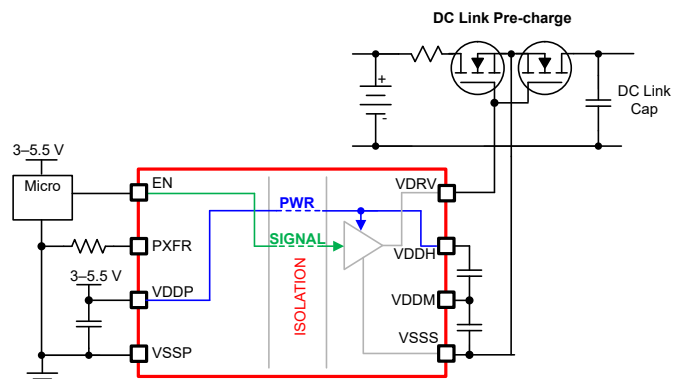 DC Link Pre-charge
+
-
DC Link
Cap
3–5.5 V
Micro
EN
PWR
VDRV
SIGNAL
PXFR
VDDH
3–5.5 V
ISOLATION
VDDP
VDDM
VSSS
VSSP